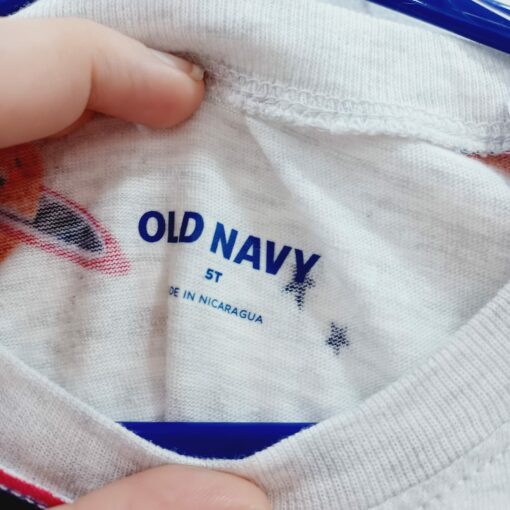 OLD NAVY
5T
DE IN NICARAGUA